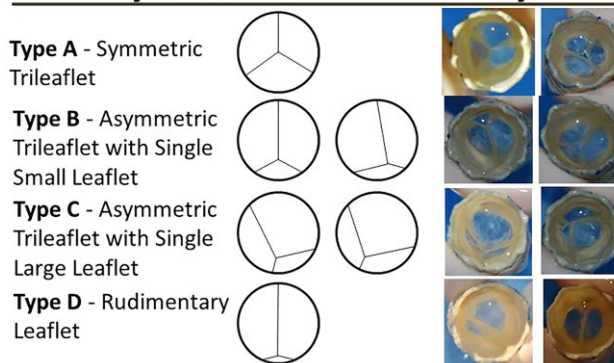 Type A - Symmetric
Trileaflet
Type B - Asymmetric
Trileaflet with Single
Small Leaflet
Type C - Asymmetric
Trileaflet with Single
Large Leaflet
Type D - Rudimentary
Leaflet